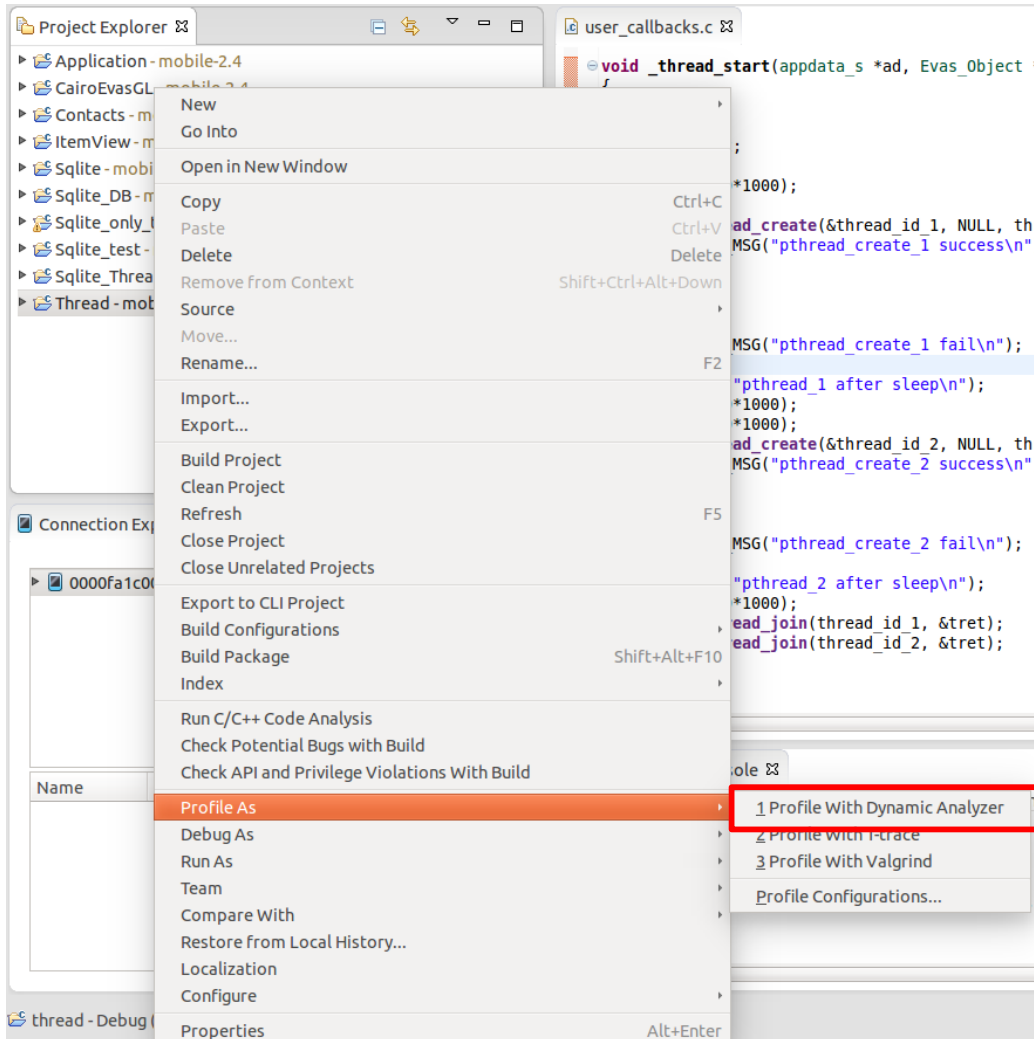 Project Explorer
Application - mobile-2.4
CairoEvasGL
Contacts - m
ItemView - m
Sqlite - mobi
Sqlite_DB - m
Sqlite_only_t
Sqlite_test -
Sqlite_Threa
Thread - mob
Connection Exp
0000fa1c00
Name
thread - Debug (
New
Go Into
Open in New Window
Copy Ctrl+C
Paste Ctrl+V
Delete Delete
Remove from Context Shift+Ctrl+Alt+Down
Source
Move...
Rename... F2
Import...
Export...
Build Project
Clean Project
Refresh F5
Close Project
Close Unrelated Projects
Export to CLI Project
Build Configurations
Build Package Shift+Alt+F10
Index
Run C/C++ Code Analysis
Check Potential Bugs with Build
Check API and Privilege Violations With Build
Profile As
Debug As
Run As
Team
Compare With
Restore from Local History...
Localization
Configure
Properties Alt+Enter
user_callbacks.c
void _thread_start(appdata_s *ad, Evas_Object *
{
;
*1000);
ad_create(&thread_id_1, NULL, th
MSG("pthread_create_1 success\n"
MSG("pthread_create_1 fail\n");
"pthread_1 after sleep\n");
*1000);
*1000);
ad_create(&thread_id_2, NULL, th
MSG("pthread_create_2 success\n"
MSG("pthread_create_2 fail\n");
"pthread_2 after sleep\n");
*1000);
ead_join(thread_id_1, &tret);
ead_join(thread_id_2, &tret);
sole
1 Profile With Dynamic Analyzer
2 Profile With T-trace
3 Profile With Valgrind
Profile Configurations...